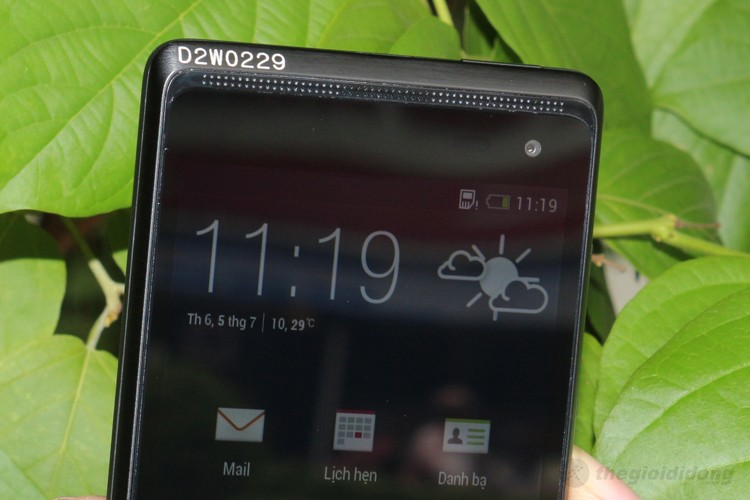 D2W0229
11:19
11:19
Th 6, 5 thg 7 | 10, 29°C
Mail Lịch hẹn Danh bạ
thegioididong